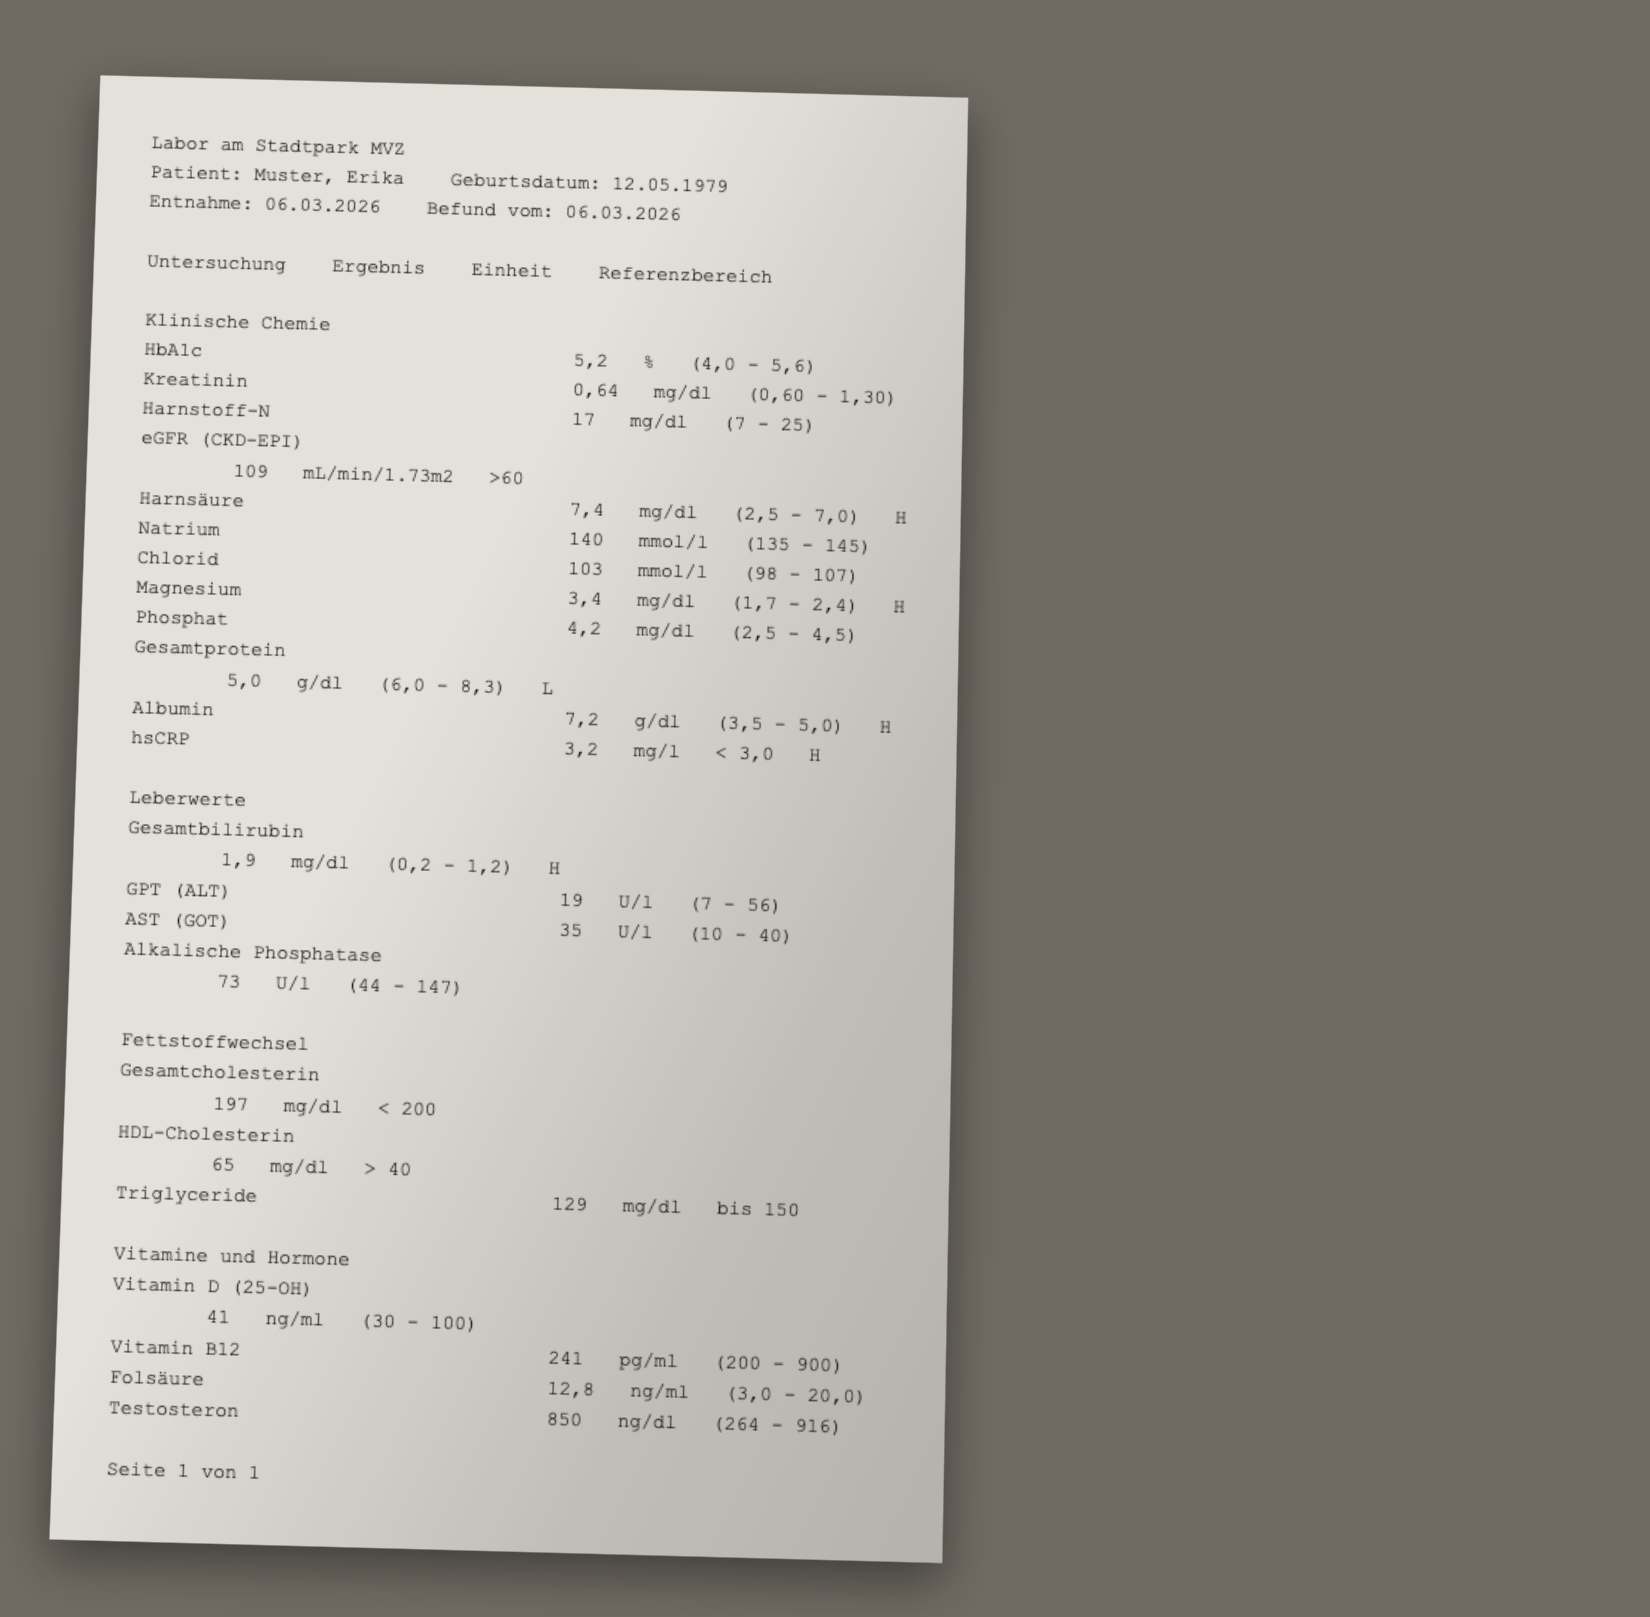 Labor am Stadtpark MVZ
Patient: Muster, Erika    Geburtsdatum: 12.05.1979
Entnahme: 06.03.2026    Befund vom: 06.03.2026
Untersuchung    Ergebnis    Einheit    Referenzbereich
Klinische Chemie
HbA1c    5,2    %    (4,0 - 5,6)
Kreatinin    0,64    mg/dl    (0,60 - 1,30)
Harnstoff-N    17    mg/dl    (7 - 25)
eGFR (CKD-EPI)
109    mL/min/1.73m2    >60
Harnsäure    7,4    mg/dl    (2,5 - 7,0)    H
Natrium    140    mmol/l    (135 - 145)
Chlorid    103    mmol/l    (98 - 107)
Magnesium    3,4    mg/dl    (1,7 - 2,4)    H
Phosphat    4,2    mg/dl    (2,5 - 4,5)
Gesamtprotein
5,0    g/dl    (6,0 - 8,3)    L
Albumin    7,2    g/dl    (3,5 - 5,0)    H
hsCRP    3,2    mg/l    < 3,0    H
Leberwerte
Gesamtbilirubin
1,9    mg/dl    (0,2 - 1,2)    H
GPT (ALT)    19    U/l    (7 - 56)
AST (GOT)    35    U/l    (10 - 40)
Alkalische Phosphatase
73    U/l    (44 - 147)
Fettstoffwechsel
Gesamtcholesterin
197    mg/dl    < 200
HDL-Cholesterin
65    mg/dl    > 40
Triglyceride    129    mg/dl    bis 150
Vitamine und Hormone
Vitamin D (25-OH)
41    ng/ml    (30 - 100)
Vitamin B12    241    pg/ml    (200 - 900)
Folsäure    12,8    ng/ml    (3,0 - 20,0)
Testosteron    850    ng/dl    (264 - 916)
Seite 1 von 1